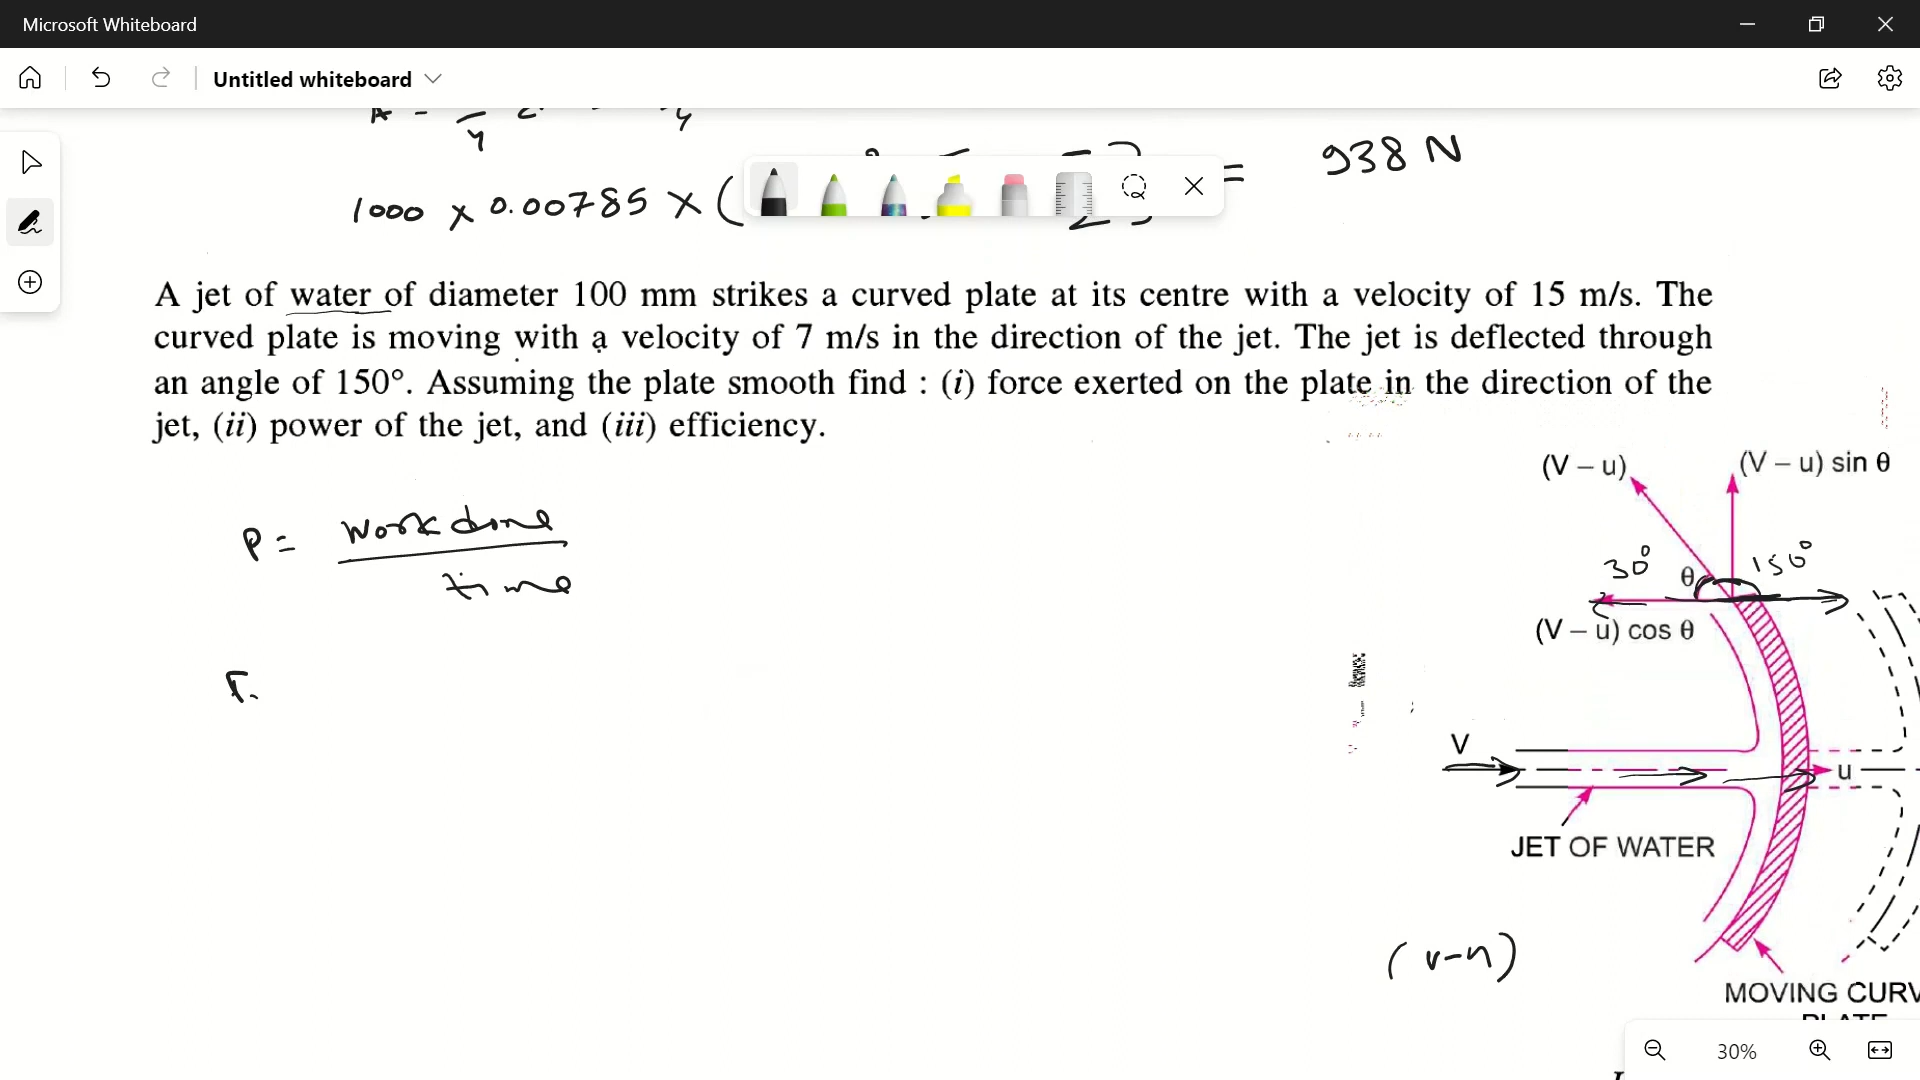 Microsoft Whiteboard
Untitled whiteboard
938 N
1000 × 0.00785 × (
A jet of water of diameter 100 mm strikes a curved plate at its centre with a velocity of 15 m/s. The
curved plate is moving with a velocity of 7 m/s in the direction of the jet. The jet is deflected through
an angle of 150°. Assuming the plate smooth find : (i) force exerted on the plate in the direction of the
jet, (ii) power of the jet, and (iii) efficiency.
P = work done
time
(V – u)
(V – u) sin θ
30°
θ
150°
(V – u) cos θ
V
u
JET OF WATER
(v-u)
MOVING CURV
30%